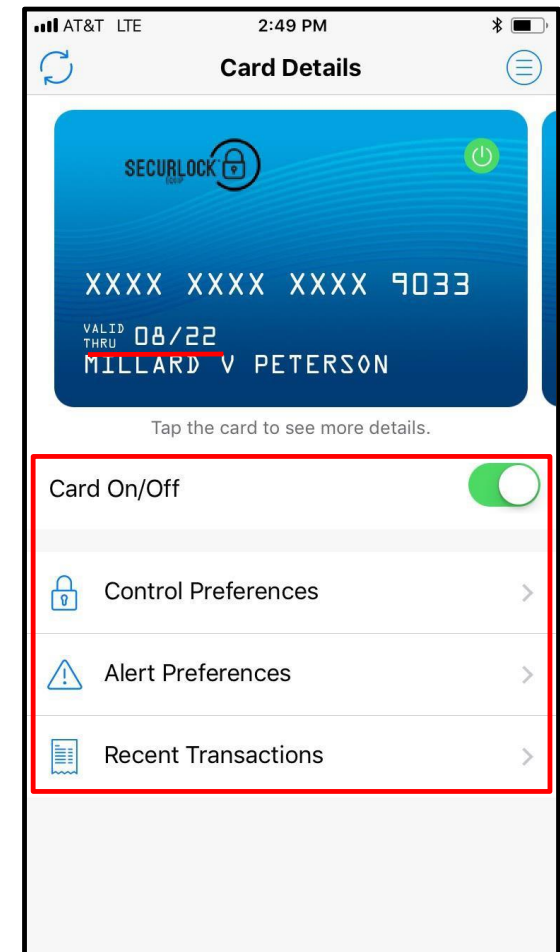 AT&T LTE 2:49 PM
Card Details
SECURLOCK
EQUIP
XXXX XXXX XXXX 9033
VALID
THRU 08/22
MILLARD V PETERSON
Tap the card to see more details.
Card On/Off
Control Preferences
Alert Preferences
Recent Transactions